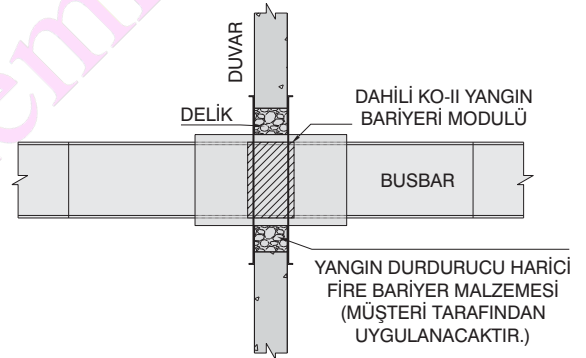 DUVAR
DELİK
DAHİLİ KO-II YANGIN
BARİYERİ MODULÜ
BUSBAR
YANGIN DURDURUCU HARİCİ
FİRE BARİYER MALZEMESİ
(MÜŞTERİ TARAFINDAN
UYGULANACAKTIR.)